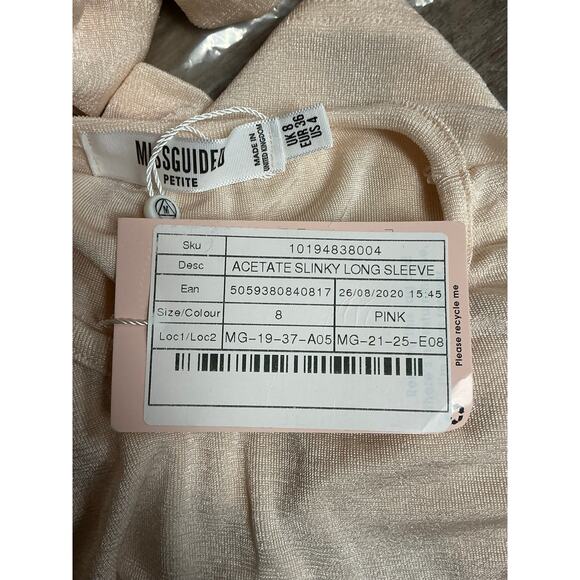 MISSGUIDED
PETITE
MADE IN
UNITED KINGDOM
UK 8
EUR 36
US 4
Sku 10194838004
Desc ACETATE SLINKY LONG SLEEVE
Ean 5059380840817 26/08/2020 15:45
Size/Colour 8 PINK
Loc1/Loc2 MG-19-37-A05 MG-21-25-E08
Please recycle me